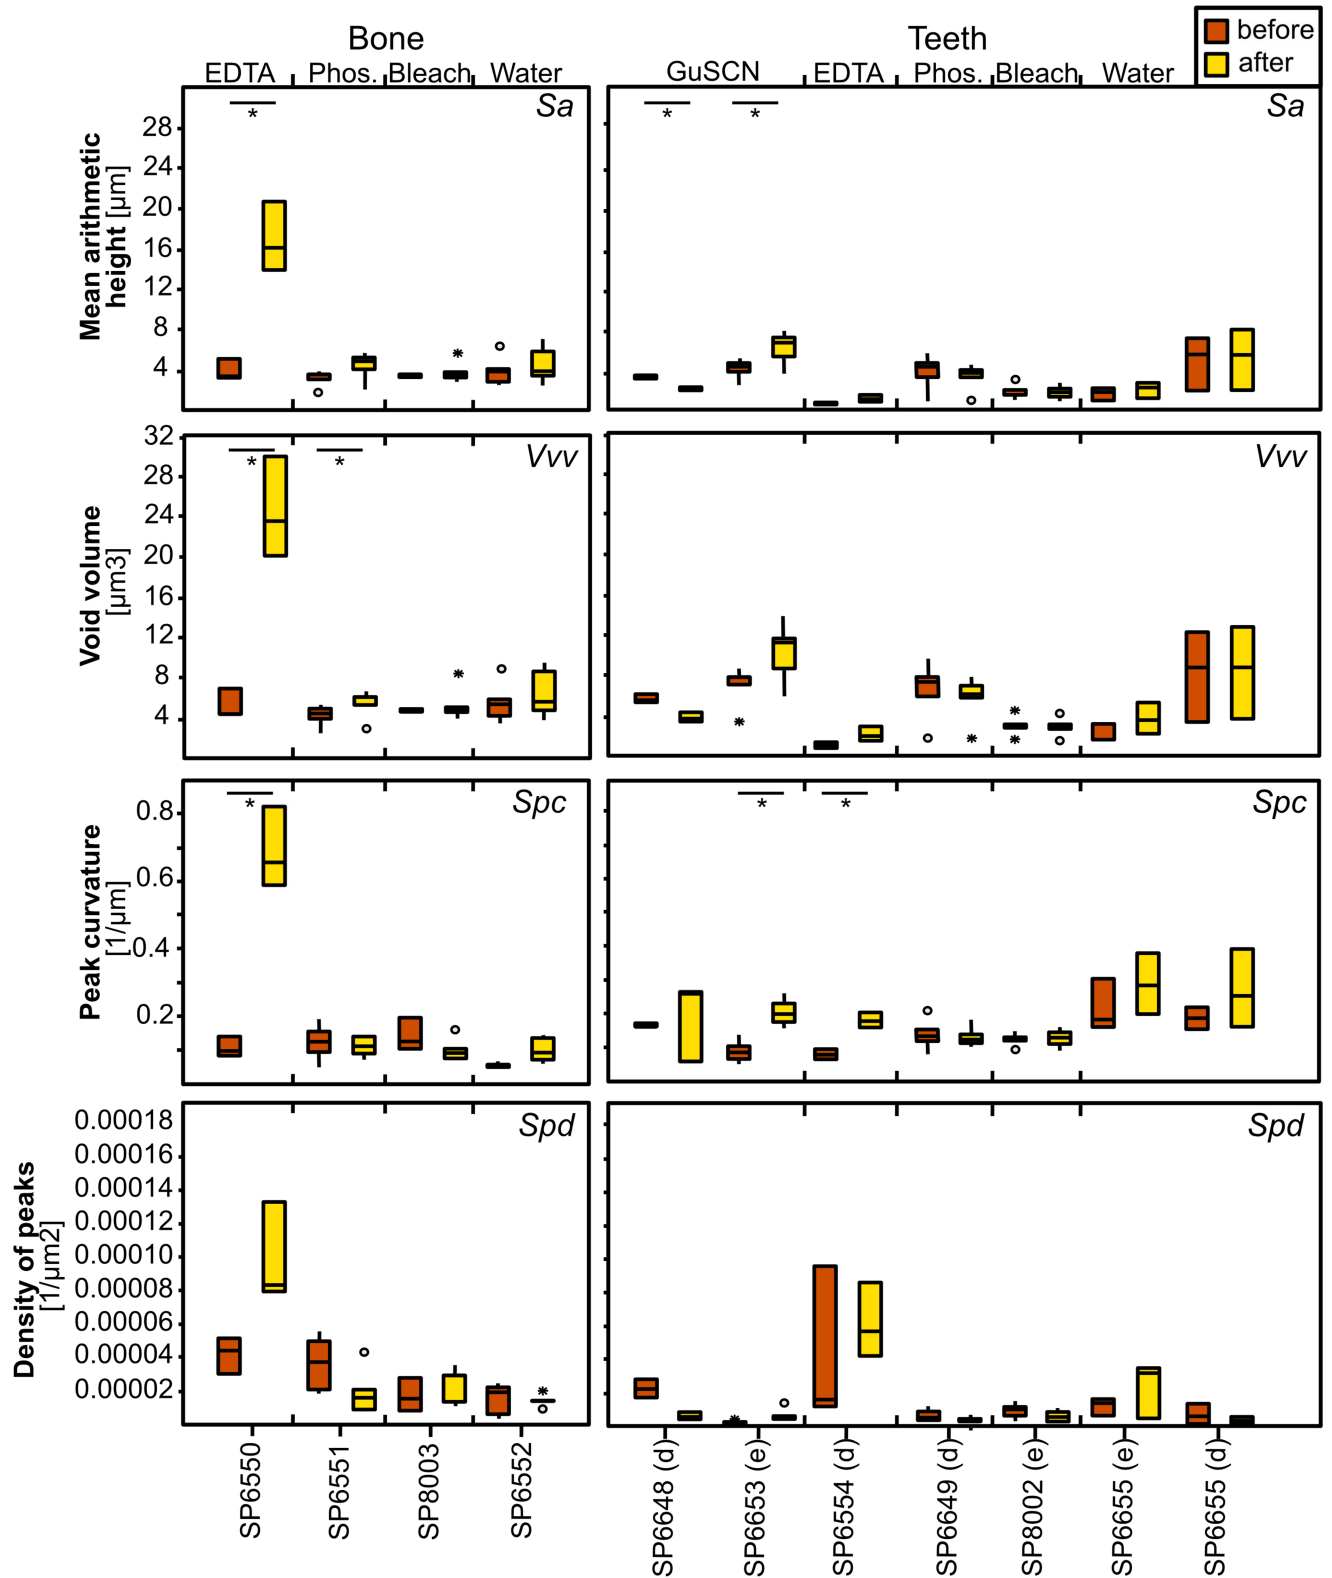 Bone
Teeth
before
after
EDTA
Phos.
Bleach
Water
GuSCN
EDTA
Phos.
Bleach
Water
Mean arithmetic
height [µm]
28
24
20
16
12
8
4
*
Sa
*
*
Sa
Void volume
[µm3]
32
28
24
20
16
12
8
4
*
*
Vvv
Vvv
Peak curvature
[1/µm]
0.8
0.6
0.4
0.2
*
Spc
*
*
Spc
Density of peaks
[1/µm2]
0.00018
0.00016
0.00014
0.00012
0.00010
0.00008
0.00006
0.00004
0.00002
Spd
Spd
SP6550
SP6551
SP8003
SP6552
SP6648 (d)
SP6653 (e)
SP6554 (d)
SP6649 (d)
SP8002 (e)
SP6655 (e)
SP6655 (d)